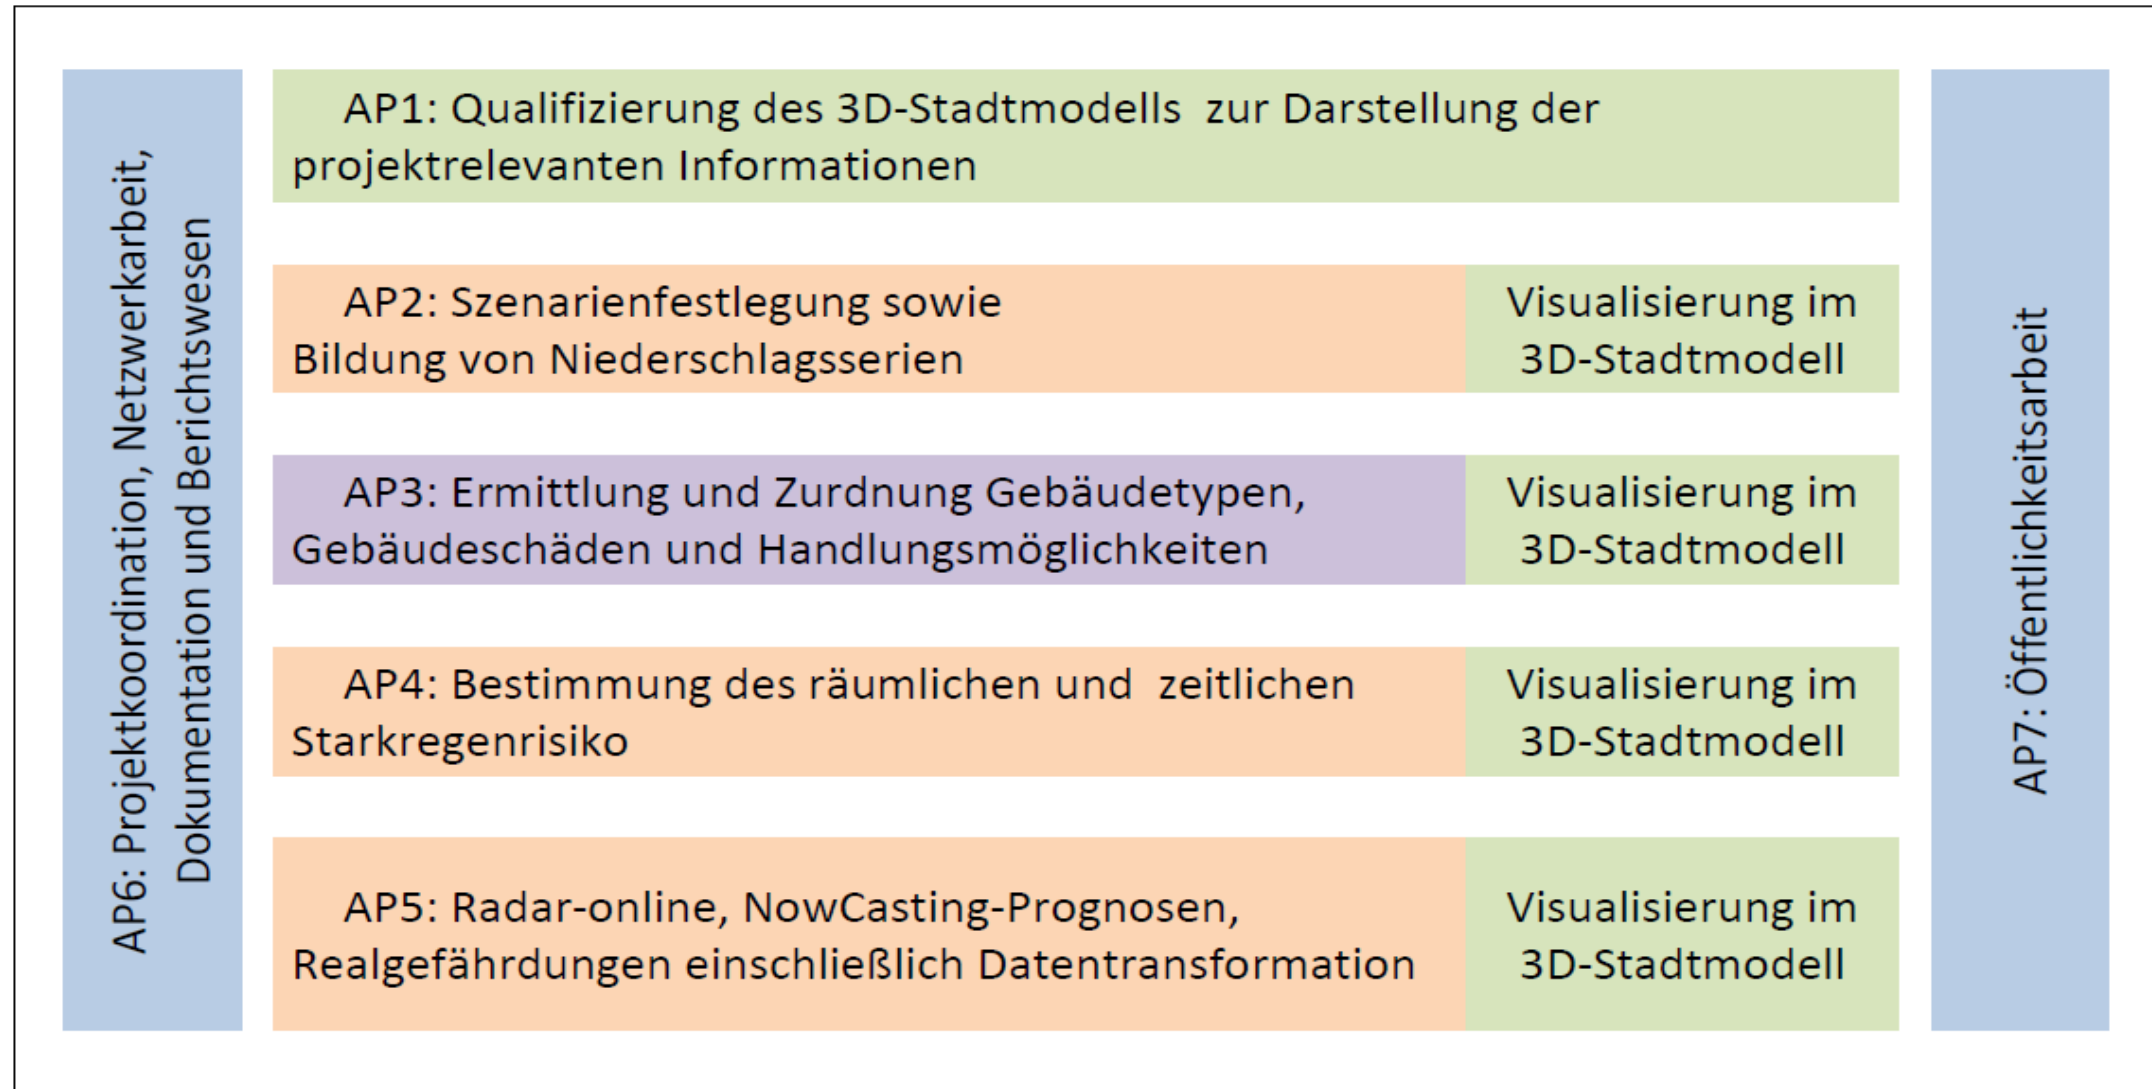 AP6: Projektkoordination, Netzwerkarbeit,
Dokumentation und Berichtswesen
AP1: Qualifizierung des 3D-Stadtmodells  zur Darstellung der
projektrelevanten Informationen
AP2: Szenarienfestlegung sowie
Bildung von Niederschlagsserien
Visualisierung im
3D-Stadtmodell
AP3: Ermittlung und Zurdnung Gebäudetypen,
Gebäudeschäden und Handlungsmöglichkeiten
Visualisierung im
3D-Stadtmodell
AP4: Bestimmung des räumlichen und  zeitlichen
Starkregenrisiko
Visualisierung im
3D-Stadtmodell
AP5: Radar-online, NowCasting-Prognosen,
Realgefährdungen einschließlich Datentransformation
Visualisierung im
3D-Stadtmodell
AP7: Öffentlichkeitsarbeit